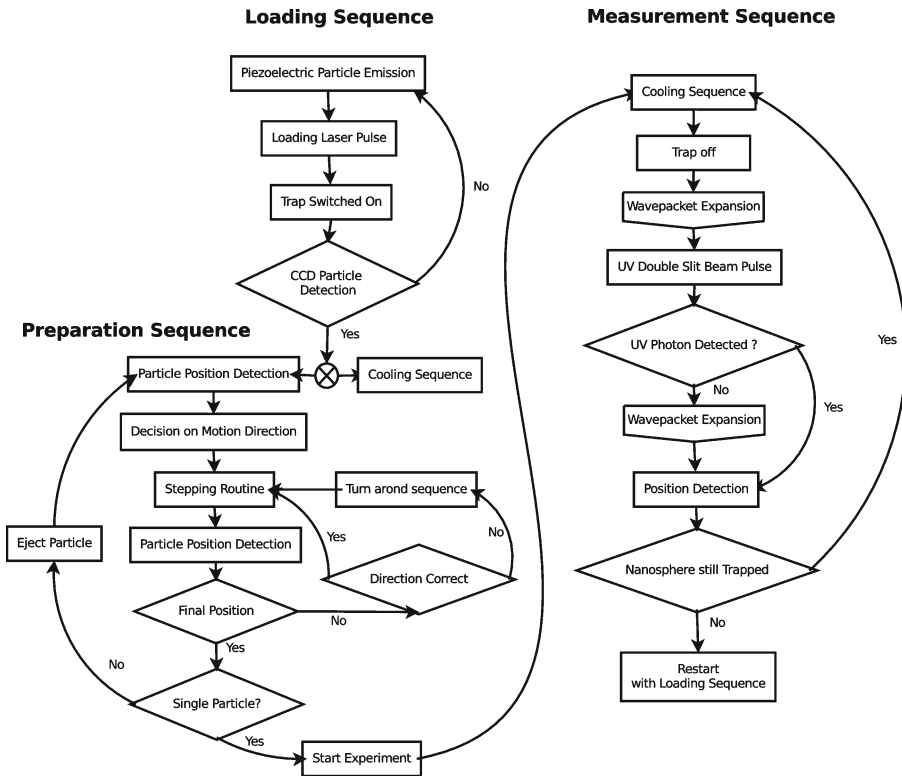 Loading Sequence
Piezoelectric Particle Emission
Loading Laser Pulse
Trap Switched On
No
CCD Particle
Detection
Yes
Preparation Sequence
Particle Position Detection
Cooling Sequence
Decision on Motion Direction
Stepping Routine
Turn arond sequence
Yes
No
Eject Particle
Particle Position Detection
Direction Correct
Final Position
No
Yes
No
Single Particle?
Yes
Start Experiment
Measurement Sequence
Cooling Sequence
Trap off
Wavepacket Expansion
UV Double Slit Beam Pulse
UV Photon Detected ?
Yes
No
Yes
Wavepacket Expansion
Position Detection
Nanosphere still Trapped
No
Restart
with Loading Sequence